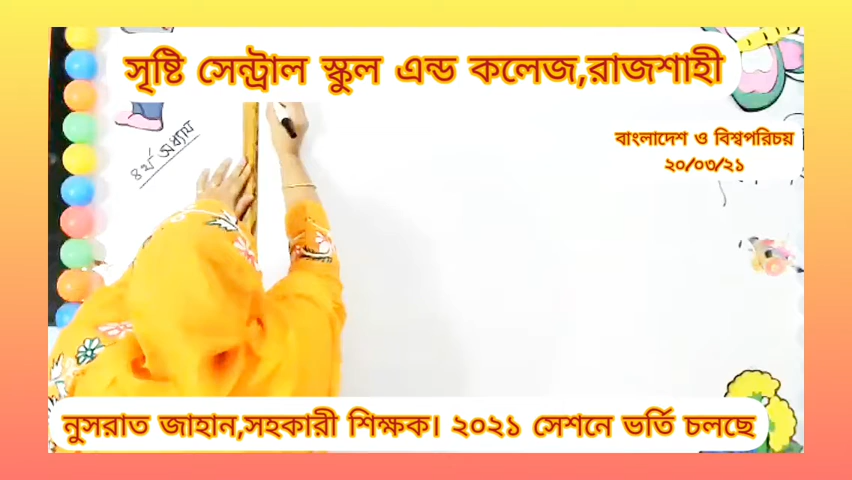 সৃষ্টি সেন্ট্রাল স্কুল এন্ড কলেজ,রাজশাহী
৪র্থ অধ্যায়
বাংলাদেশ ও বিশ্বপরিচয়
২০/০৩/২১
নুসরাত জাহান,সহকারী শিক্ষক। ২০২১ সেশনে ভর্তি চলছে